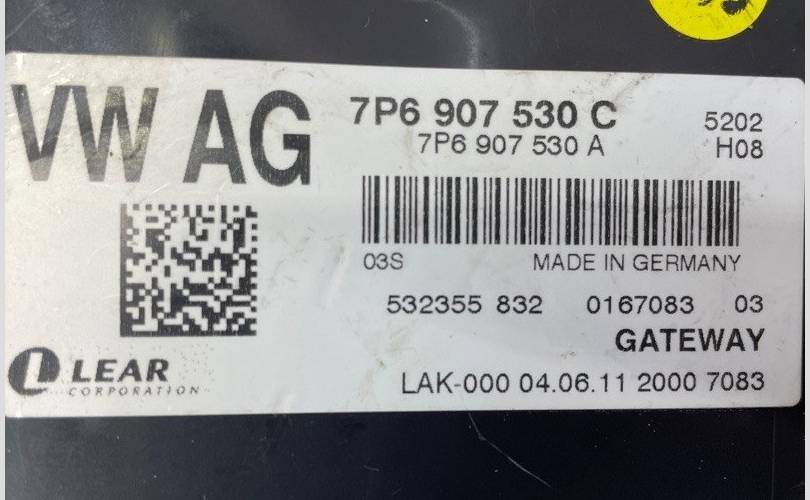 VW AG
7P6 907 530 C
5202
7P6 907 530 A
H08
03S
MADE IN GERMANY
532355 832 0167083 03
GATEWAY
LEAR
CORPORATION
LAK-000 04.06.11 2000 7083